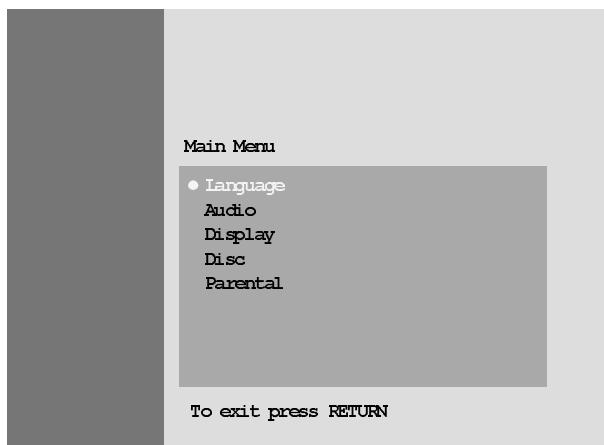 Main Menu
Language
Audio
Display
Disc
Parental
To exit press RETURN